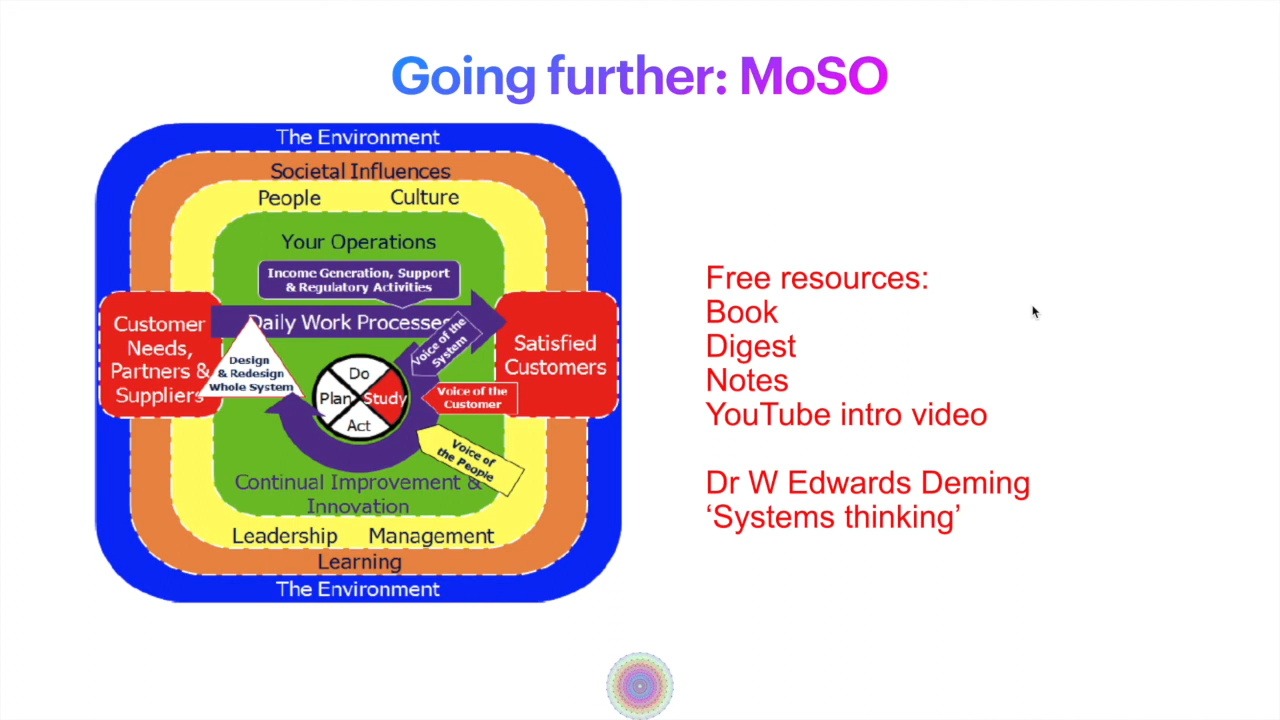 Going further: MoSO
The Environment
Societal Influences
People Culture
Your Operations
Income Generation, Support
& Regulatory Activities
Daily Work Processes
Customer
Needs,
Partners &
Suppliers
Design
& Redesign
Whole System
Do
Plan Study
Act
Voice of the
System
Voice of the
Customer
Voice of
the People
Satisfied
Customers
Continual Improvement &
Innovation
Leadership Management
Learning
The Environment
Free resources:
Book
Digest
Notes
YouTube intro video
Dr W Edwards Deming
‘Systems thinking’